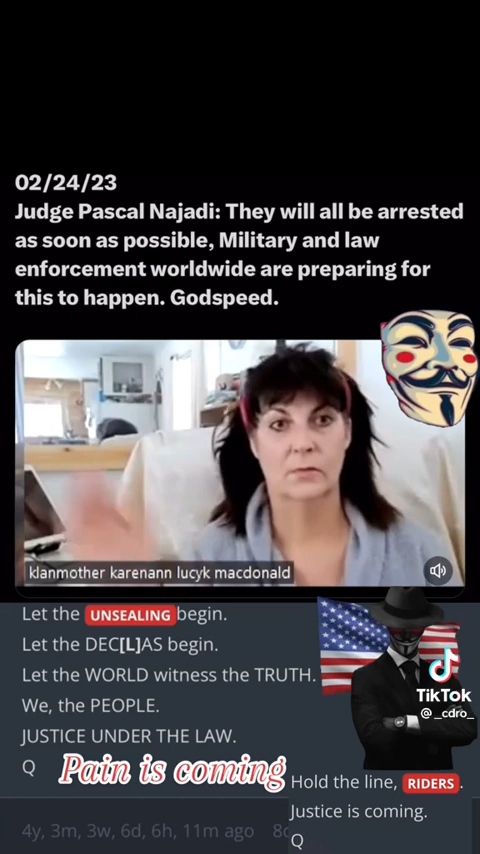 02/24/23
Judge Pascal Najadi: They will all be arrested
as soon as possible, Military and law
enforcement worldwide are preparing for
this to happen. Godspeed.
klanmother karenann lucyk macdonald
Let the UNSEALING begin.
Let the DEC[L]AS begin.
Let the WORLD witness the TRUTH.
We, the PEOPLE.
JUSTICE UNDER THE LAW.
Q
Pain is coming
TikTok
@_cdro_
Hold the line, RIDERS.
Justice is coming.
Q
4y, 3m, 3w, 6d, 6h, 11m ago